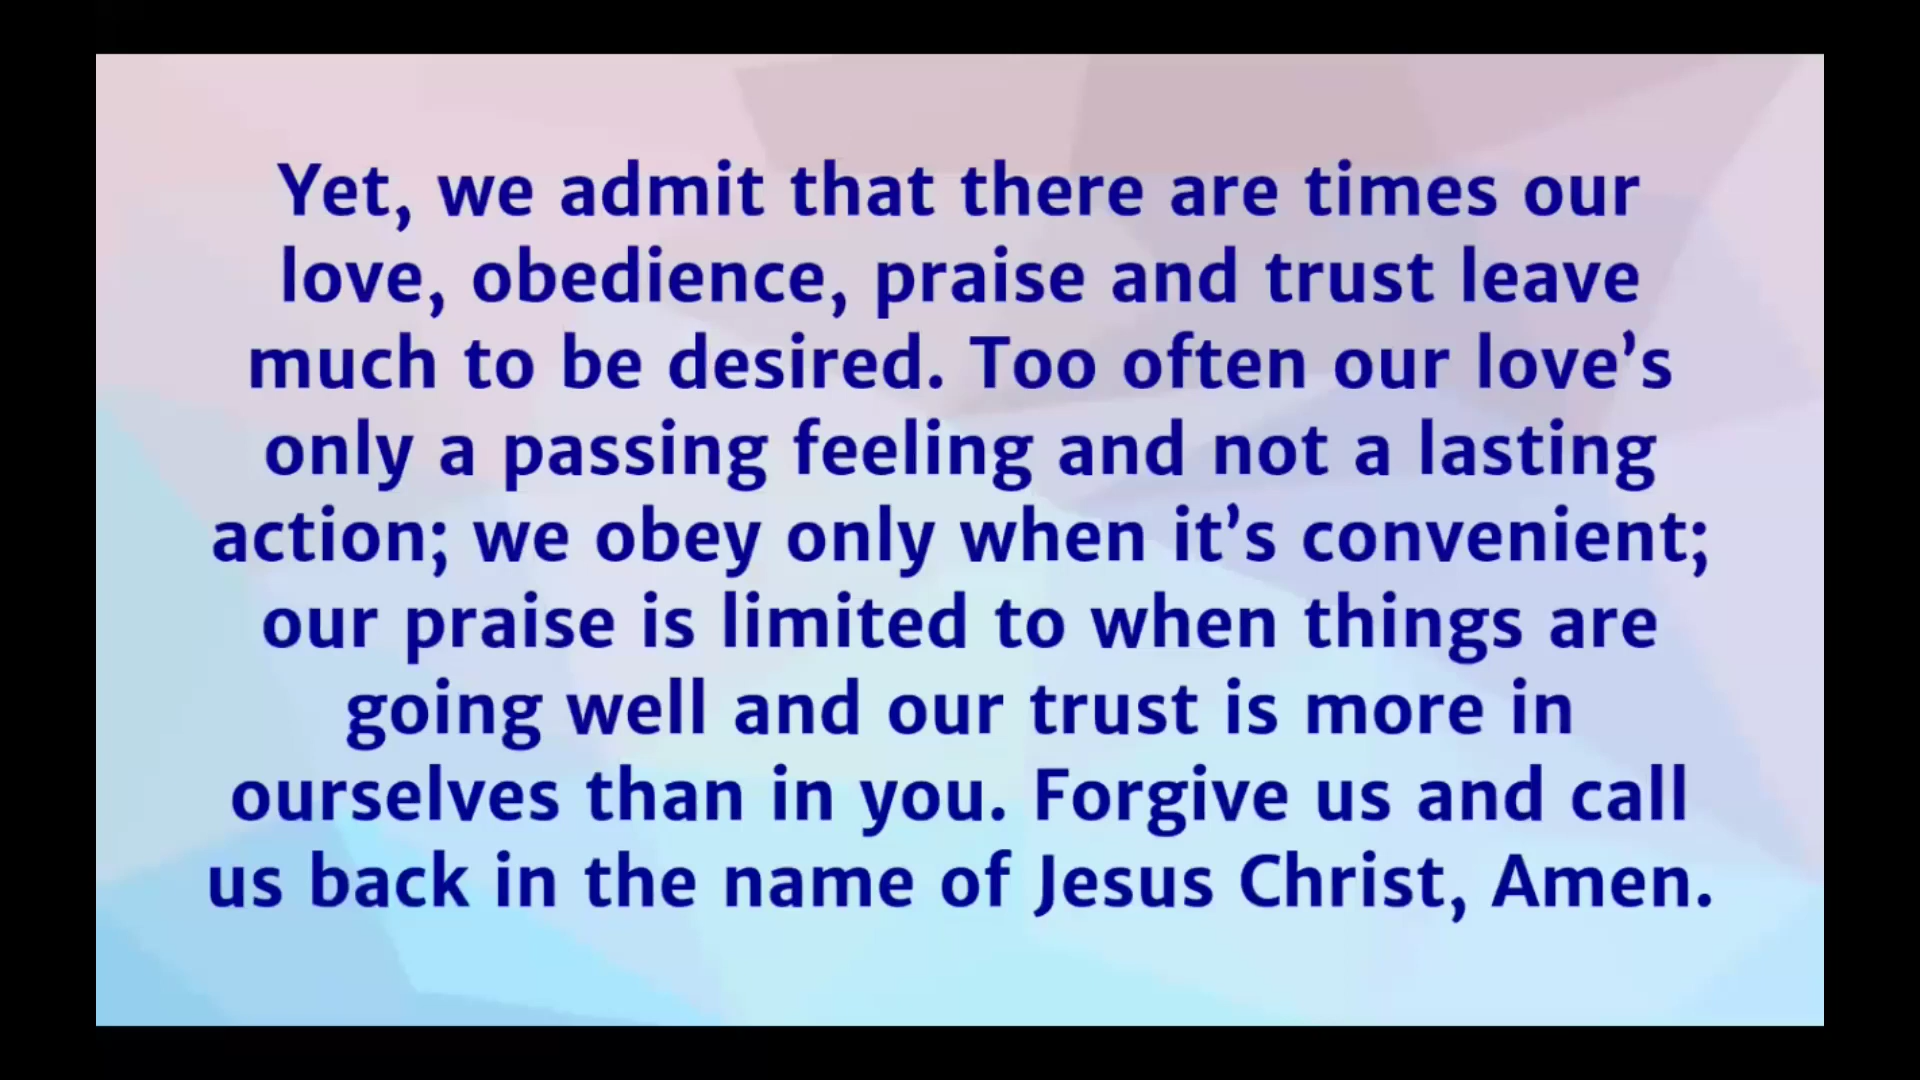 Yet, we admit that there are times our
love, obedience, praise and trust leave
much to be desired. Too often our love’s
only a passing feeling and not a lasting
action; we obey only when it’s convenient;
our praise is limited to when things are
going well and our trust is more in
ourselves than in you. Forgive us and call
us back in the name of Jesus Christ, Amen.